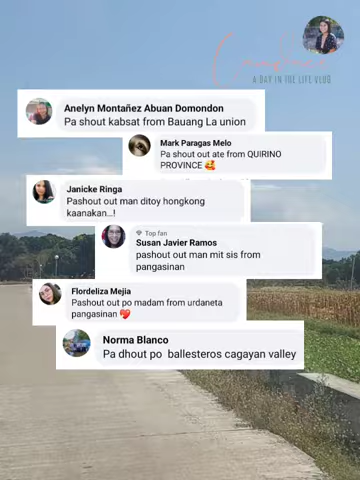 A DAY IN THE LIFE VLOG
Anelyn Montañez Abuan Domondon
Pa shout kabsat from Bauang La union
Mark Paragas Melo
Pa shout out ate from QUIRINO
PROVINCE 🥰
Janicke Ringa
Pashout out man ditoy hongkong
kaanakan...!
Top fan
Susan Javier Ramos
pashout out man mit sis from
pangasinan
Flordeliza Mejia
Pashout out po madam from urdaneta
pangasinan 💖
Norma Blanco
Pa dhout po ballesteros cagayan valley